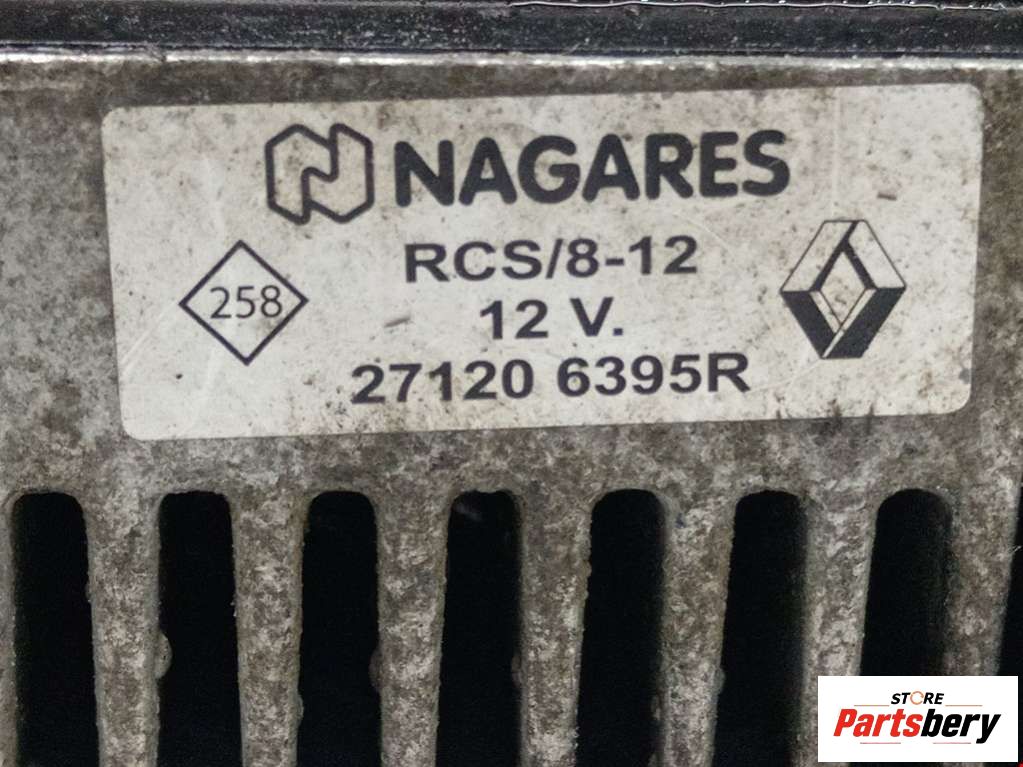 NAGARES
RCS/8-12
258
12 V.
27120 6395R
STORE
Partsbery